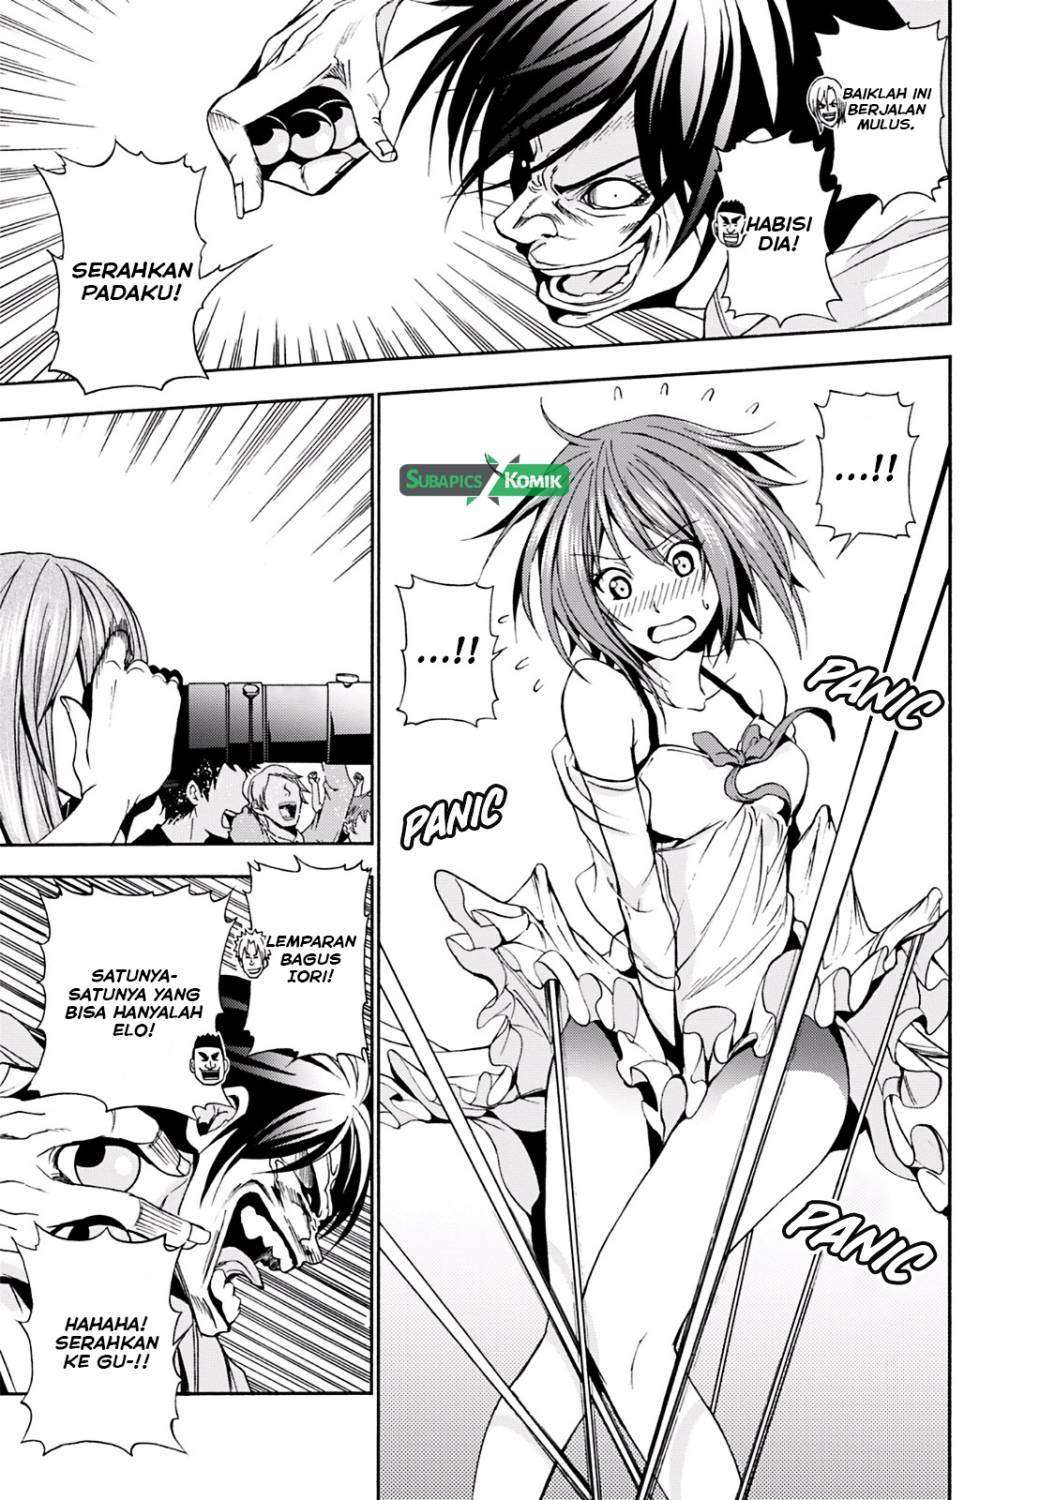 BAIKLAH INI
BERJALAN
MULUS.
HABISI
DIA!
SERAHKAN
PADAKU!
...!!
...!!
SUBAPICS KOMIK
PANIC
PANIC
PANIC
LEMPARAN
BAGUS
IORI!
SATUNYA-
SATUNYA YANG
BISA HANYALAH
ELO!
HAHAHA!
SERAHKAN
KE GU-!!